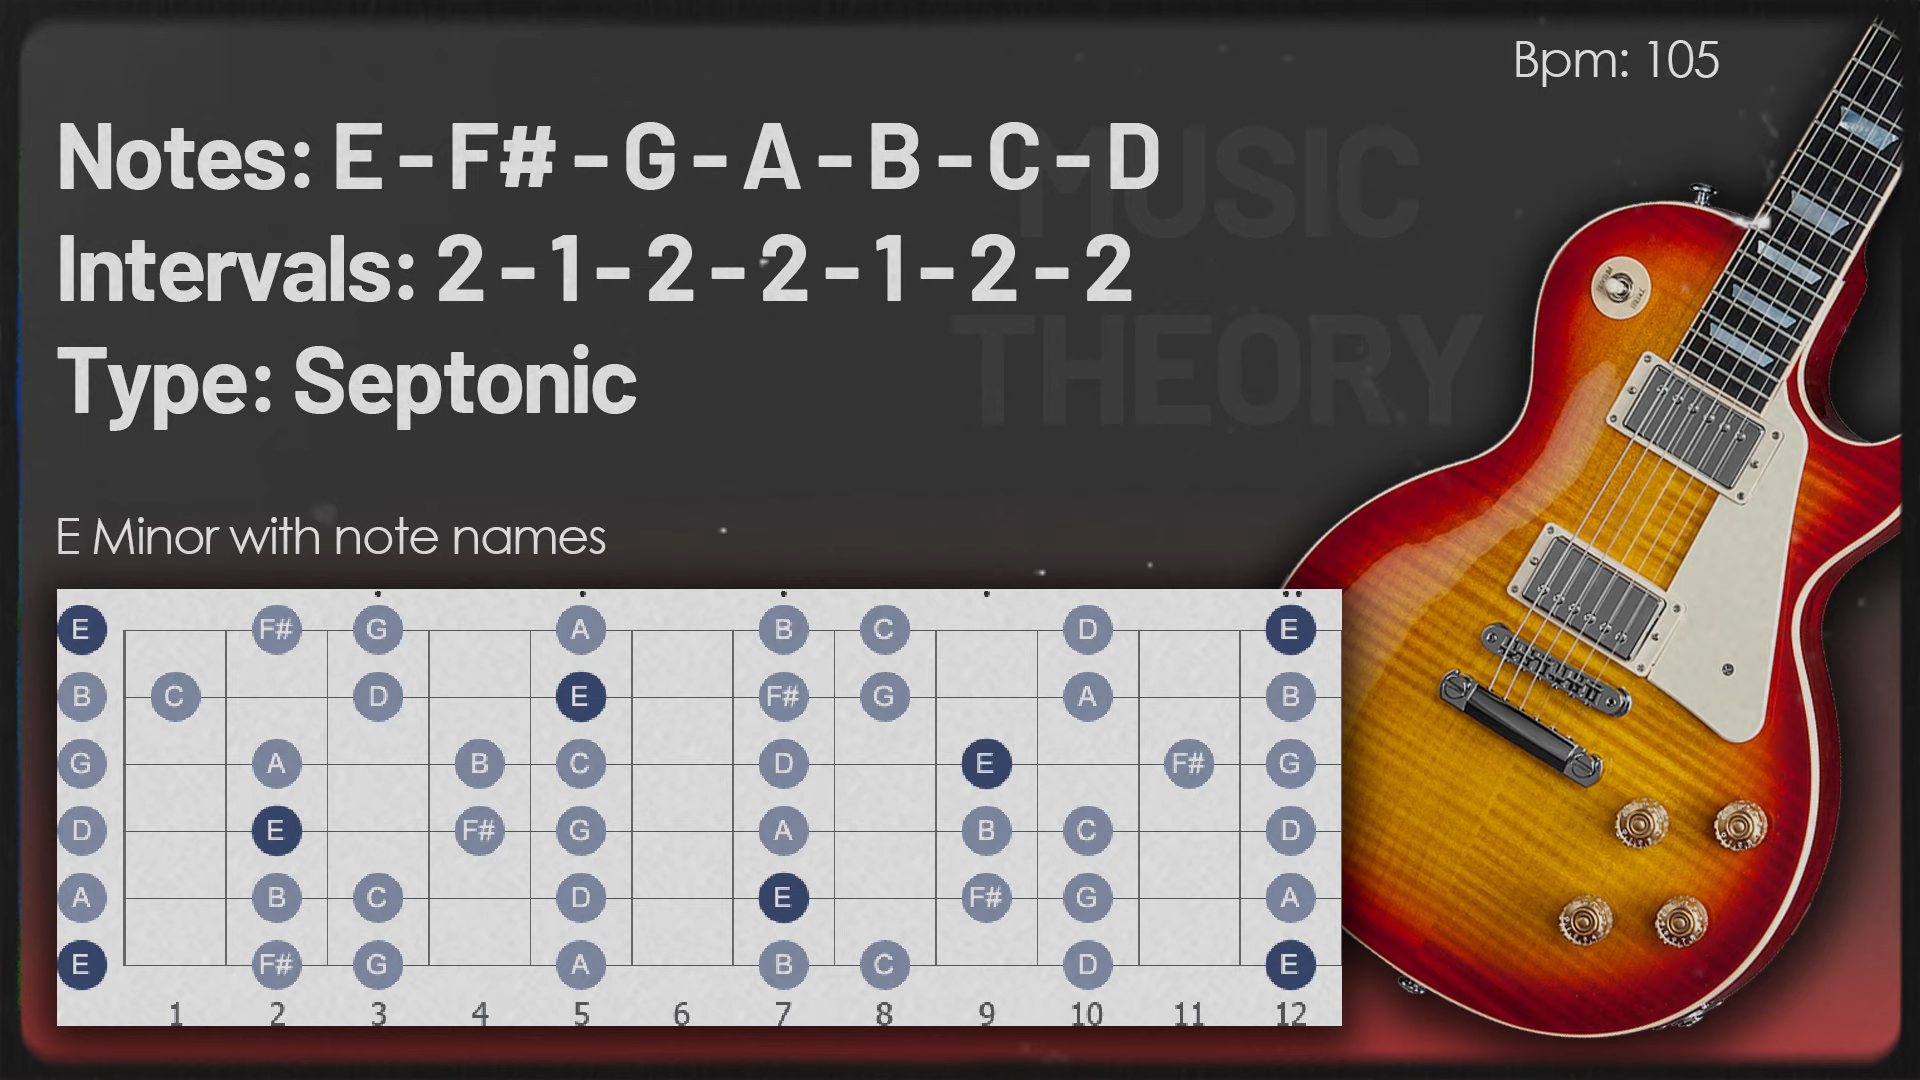 Bpm: 105
MUSIC
THEORY
Notes: E - F# - G - A - B - C - D
Intervals: 2 - 1 - 2 - 2 - 1 - 2 - 2
Type: Septonic
E Minor with note names
E F# G A B C D E
B C D E F# G A B
G A B C D E F# G
D E F# G A B C D
A B C D E F# G A
E F# G A B C D E
1 2 3 4 5 6 7 8 9 10 11 12